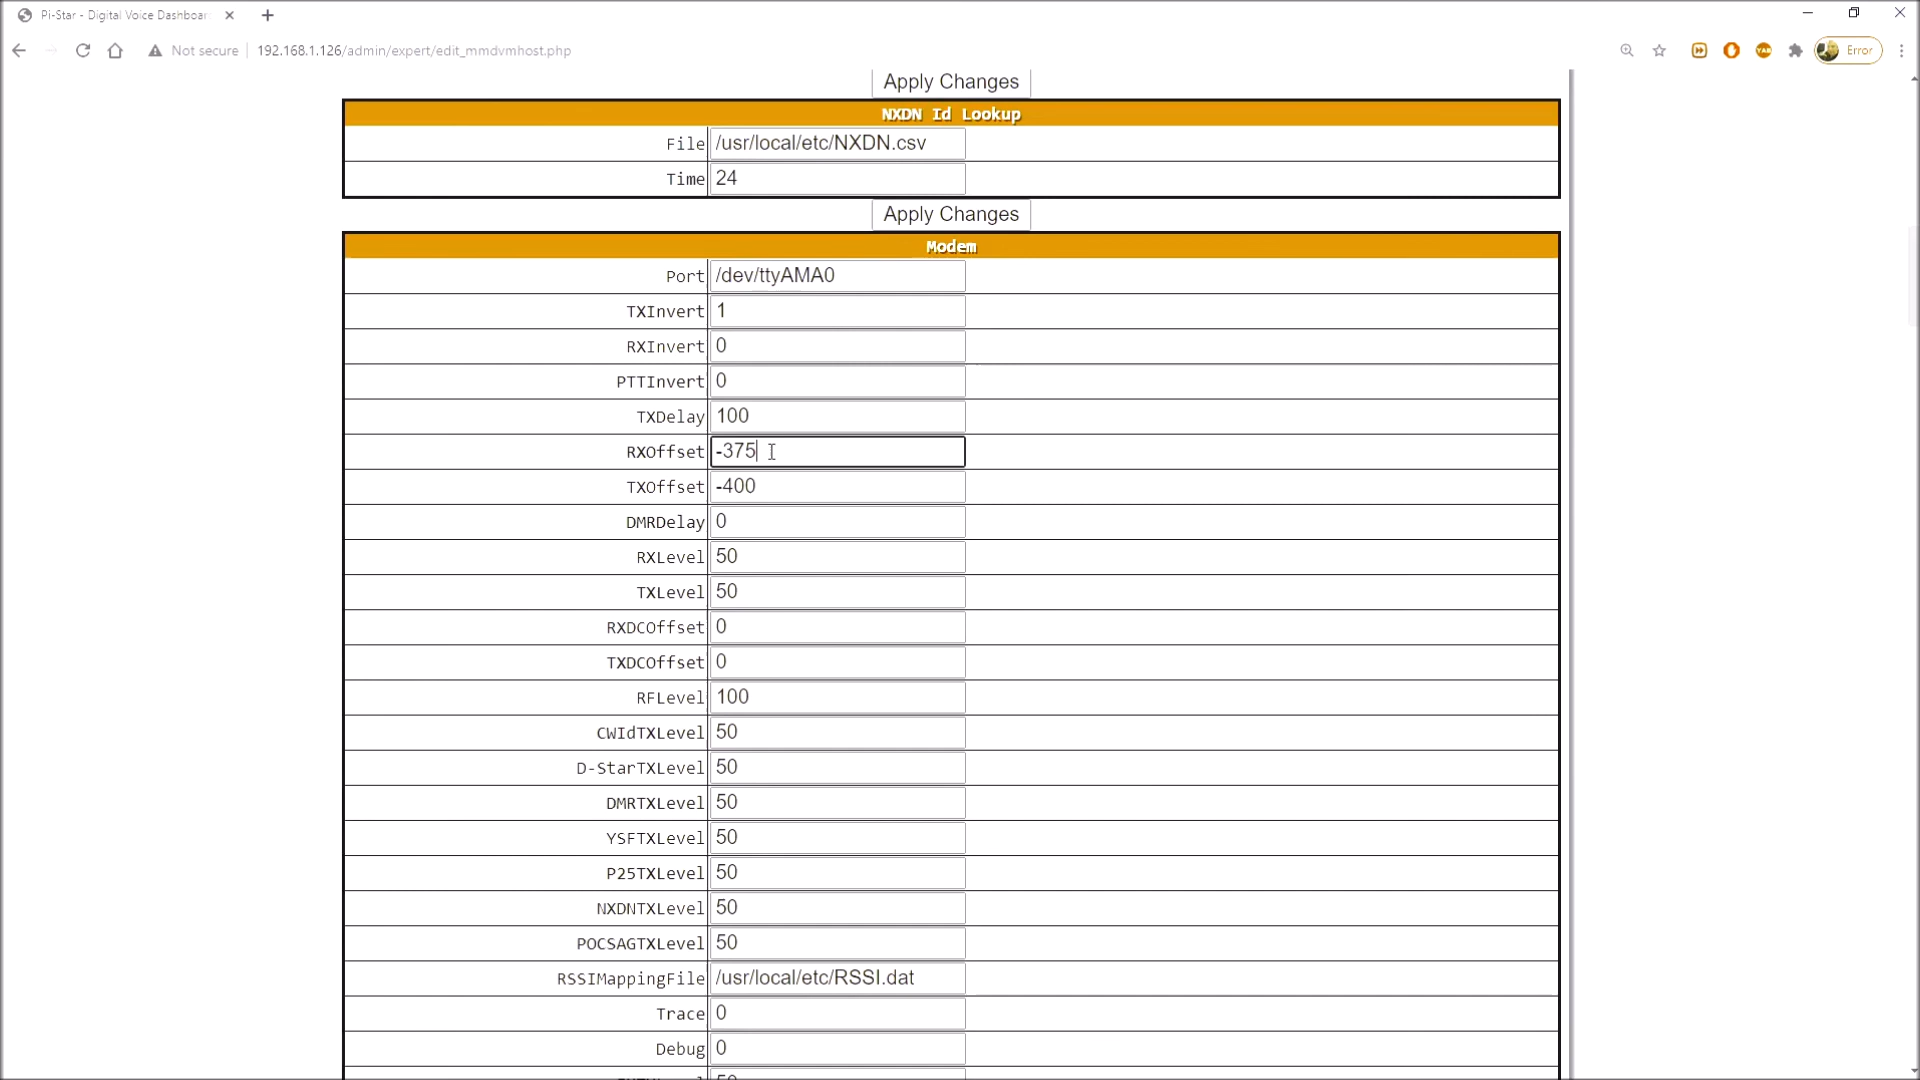 Pi-Star - Digital Voice Dashboar
Not secure 192.168.1.126/admin/expert/edit_mmdvmhost.php
YAB
Error
Apply Changes
NXDN Id Lookup
File /usr/local/etc/NXDN.csv
Time 24
Apply Changes
Modem
Port /dev/ttyAMA0
TXInvert 1
RXInvert 0
PTTInvert 0
TXDelay 100
RXOffset -375
TXOffset -400
DMRDelay 0
RXLevel 50
TXLevel 50
RXDCOffset 0
TXDCOffset 0
RFLevel 100
CWIdTXLevel 50
D-StarTXLevel 50
DMRTXLevel 50
YSFTXLevel 50
P25TXLevel 50
NXDNTXLevel 50
POCSAGTXLevel 50
RSSIMappingFile /usr/local/etc/RSSI.dat
Trace 0
Debug 0